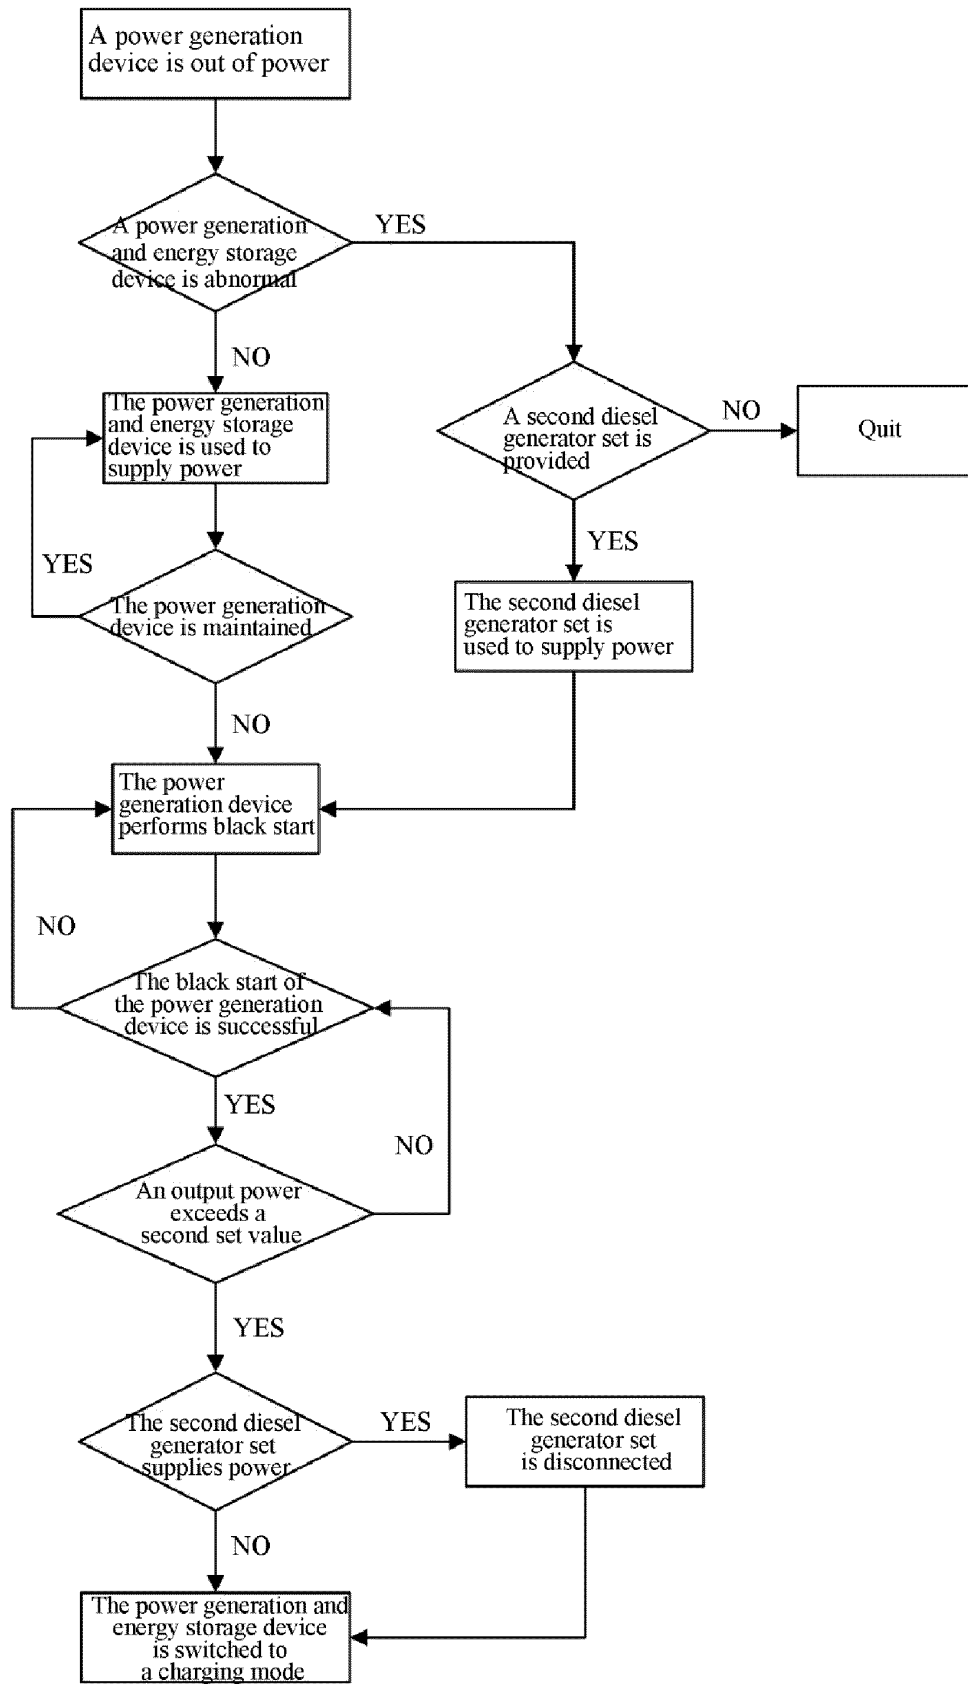 A power generation
device is out of power
A power generation
and energy storage
device is abnormal
YES
NO
The power generation
and energy storage
device is used to
supply power
A second diesel
generator set is
provided
NO
Quit
YES
YES
The power generation
device is maintained
The second diesel
generator set is
used to supply power
NO
The power
generation device
performs black start
NO
The black start of
the power generation
device is successful
YES
NO
An output power
exceeds a
second set value
YES
The second diesel
generator set
supplies power
YES
The second diesel
generator set
is disconnected
NO
The power generation and
energy storage device
is switched to
a charging mode